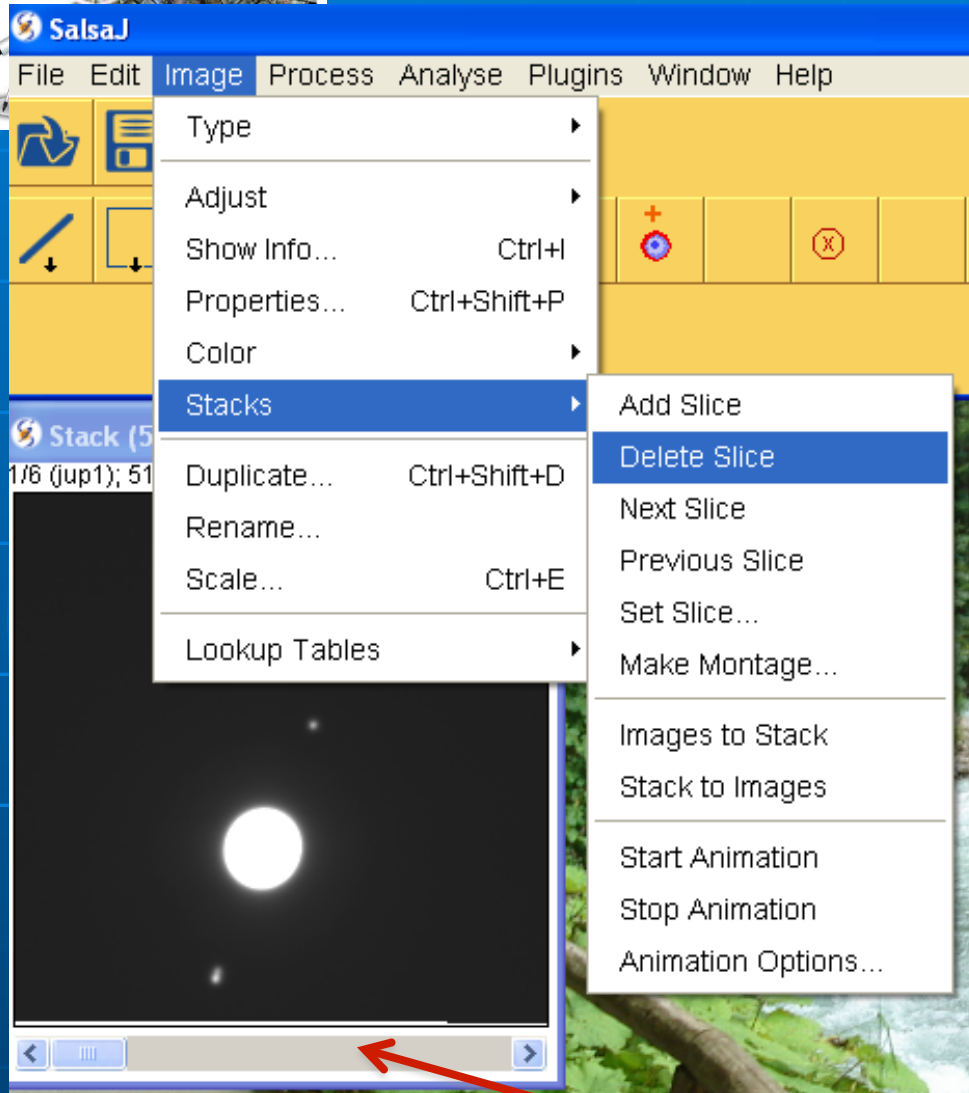 SalsaJ
File Edit Image Process Analyse Plugins Window Help
Type
Adjust
Show Info... Ctrl+I
Properties... Ctrl+Shift+P
Color
Stacks
Duplicate... Ctrl+Shift+D
Rename...
Scale... Ctrl+E
Lookup Tables
Add Slice
Delete Slice
Next Slice
Previous Slice
Set Slice...
Make Montage...
Images to Stack
Stack to Images
Start Animation
Stop Animation
Animation Options...
Stack (5
1/6 (jup1); 51